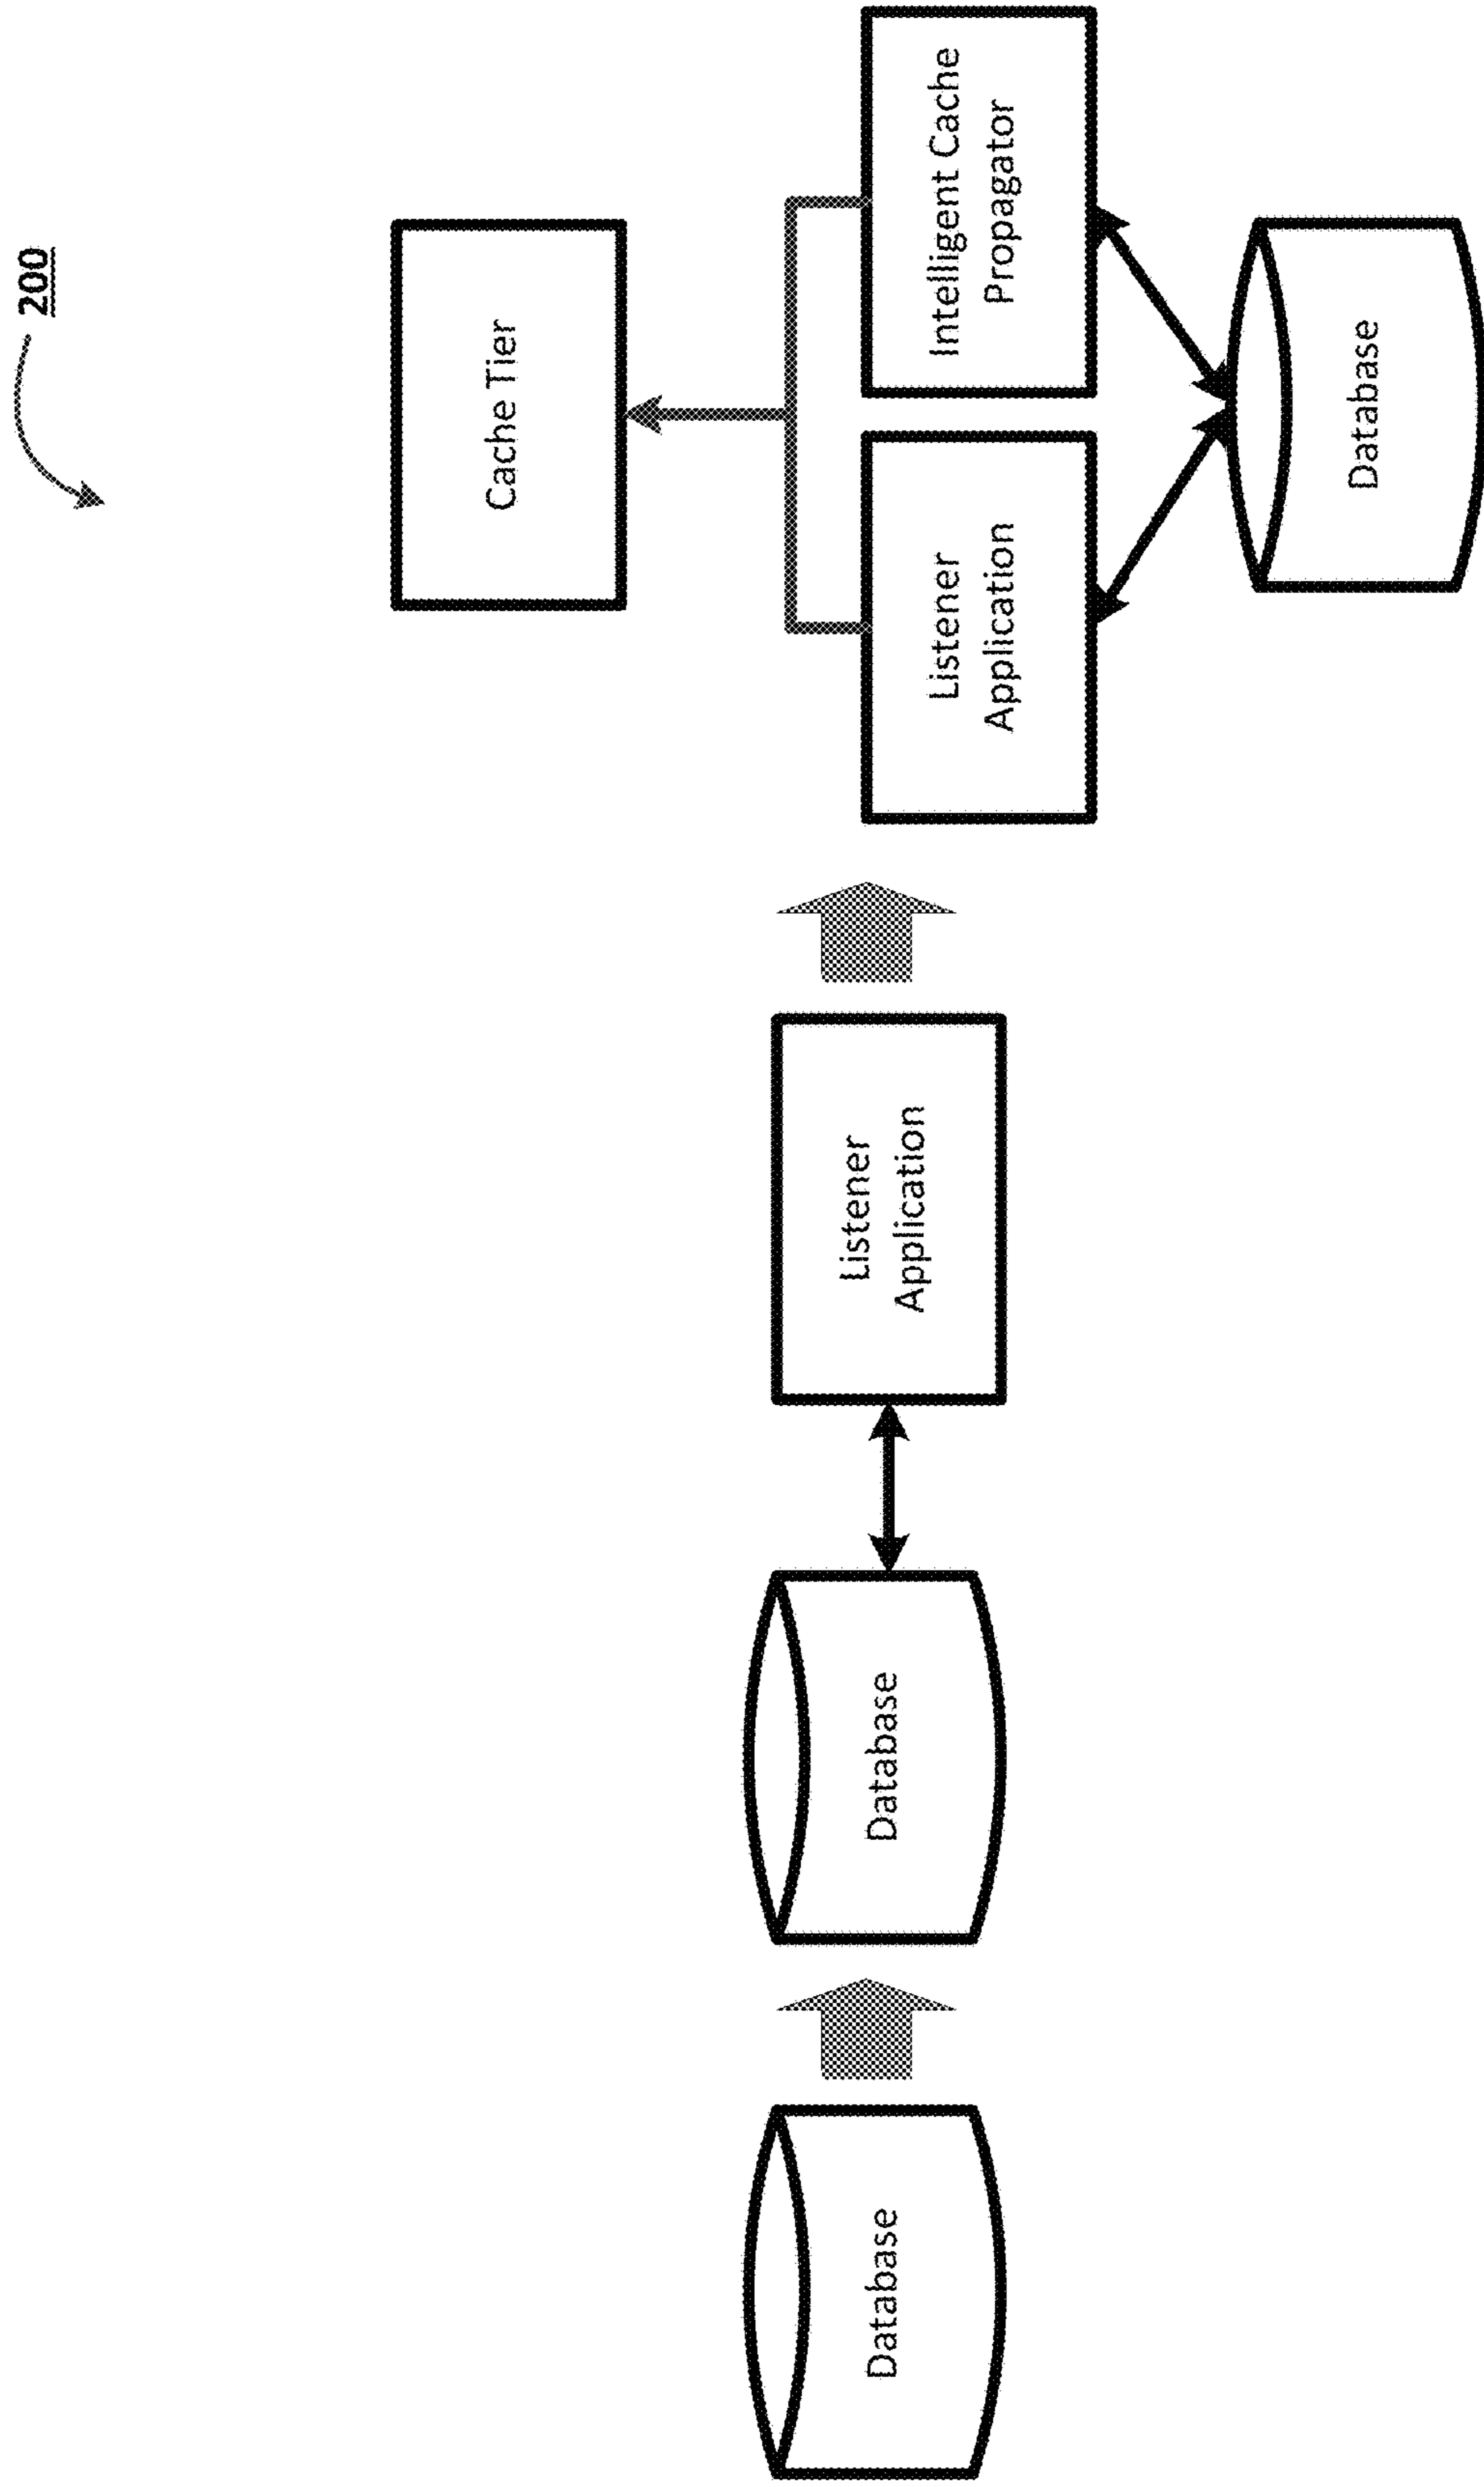 200
Database
Database
Listener
Application
Cache Tier
Listener
Application
Intelligent Cache
Propagator
Database